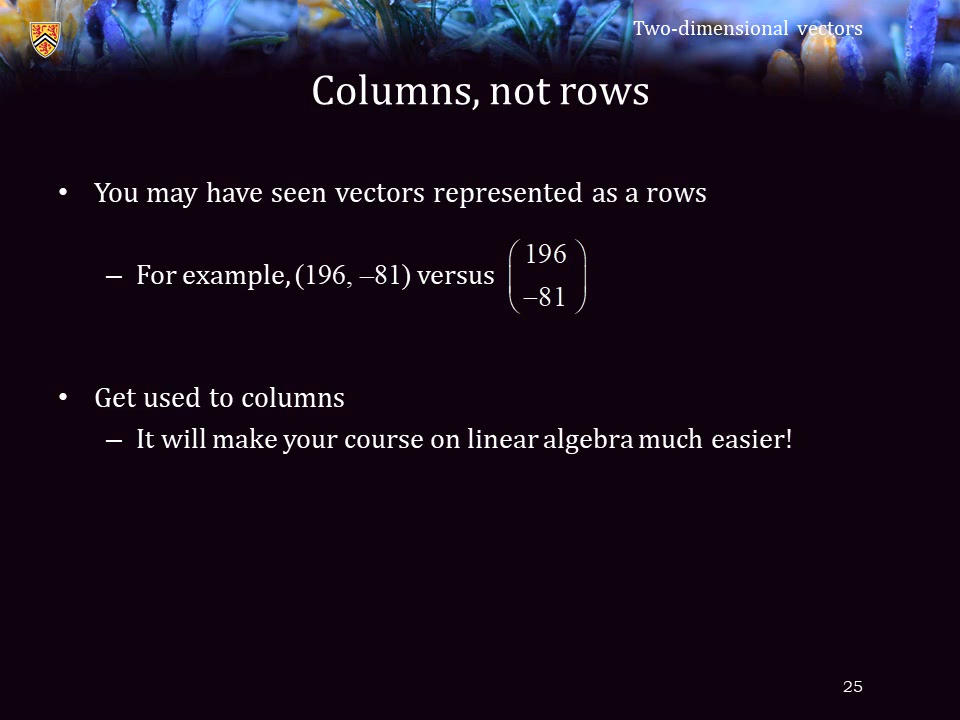 Two-dimensional vectors
Columns, not rows
• You may have seen vectors represented as a rows
– For example, (196, –81) versus (196
–81)
• Get used to columns
– It will make your course on linear algebra much easier!
25